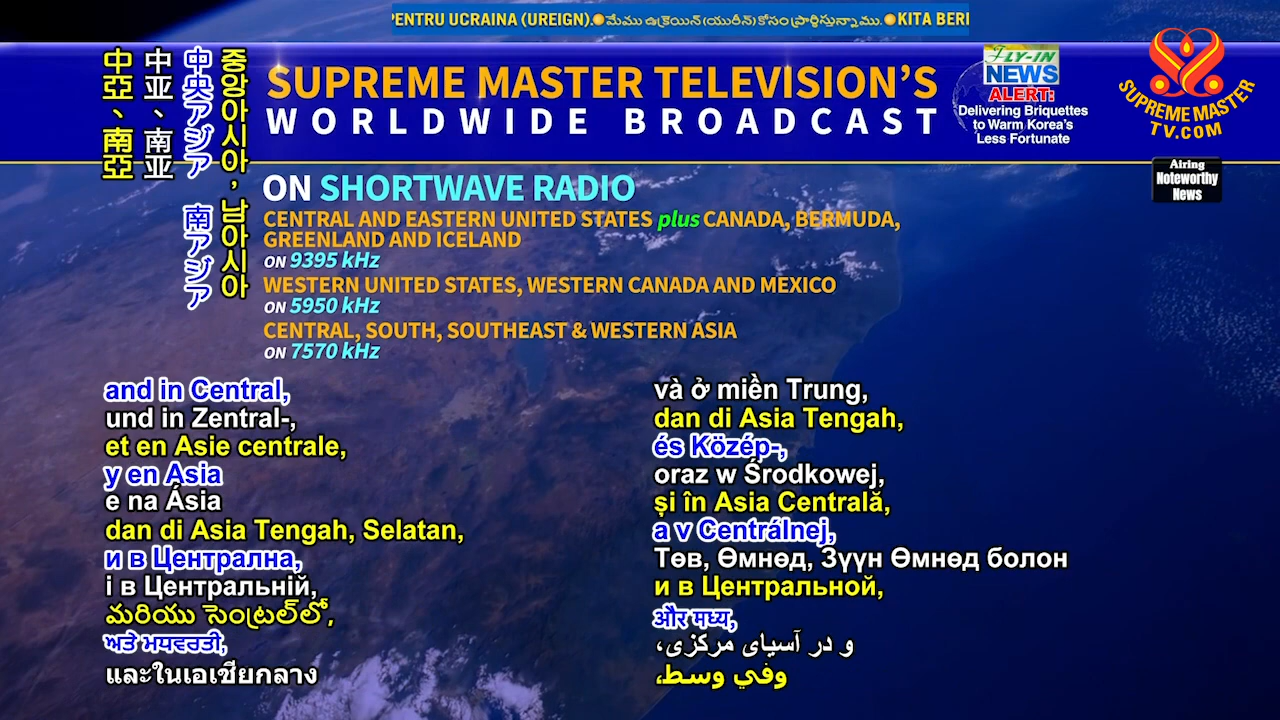 'ENTRU UCRAINA (UREIGN). మేము ఉక్రెయిన్ (యురీన్) కోసం ప్రార్థిస్తున్నాము. KITA BERI
中亞、南亞
中亚、南亚
中央アジア 南アジア
중앙아시아, 남아시아
SUPREME MASTER TELEVISION'S
WORLDWIDE BROADCAST
FLY-IN
NEWS
ALERT:
Delivering Briquettes
to Warm Korea's
Less Fortunate
SUPREME MASTER
TV.COM
Airing
Noteworthy
News
ON SHORTWAVE RADIO
CENTRAL AND EASTERN UNITED STATES plus CANADA, BERMUDA,
GREENLAND AND ICELAND
ON 9395 kHz
WESTERN UNITED STATES, WESTERN CANADA AND MEXICO
ON 5950 kHz
CENTRAL, SOUTH, SOUTHEAST & WESTERN ASIA
ON 7570 kHz
and in Central,
und in Zentral-,
et en Asie centrale,
y en Asia
e na Ásia
dan di Asia Tengah, Selatan,
и в Централна,
і в Центральній,
మరియు సెంట్రల్‌లో,
ਅਤੇ ਮਧਵਰਤੀ,
และในเอเชียกลาง
và ở miền Trung,
dan di Asia Tengah,
és Közép-,
oraz w Środkowej,
și în Asia Centrală,
a v Centrálnej,
Төв, Өмнөд, Зүүн Өмнөд болон
и в Центральной,
और मध्य,
و در آسیای مرکزی،
وفي وسط،